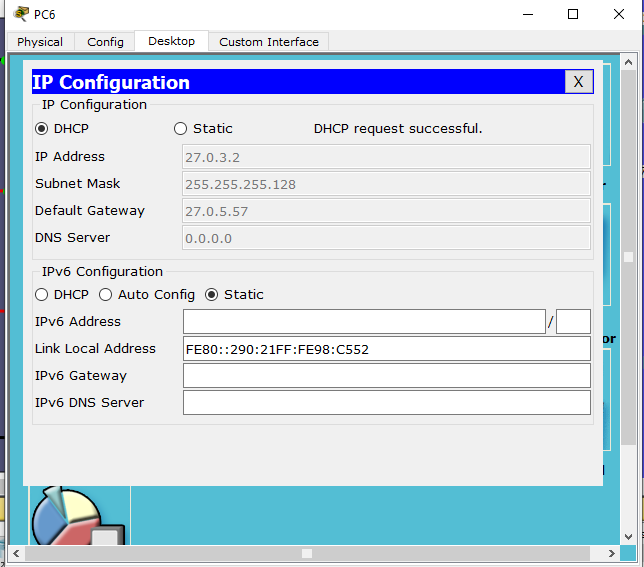 PC6
Physical Config Desktop Custom Interface
IP Configuration X
IP Configuration
DHCP Static DHCP request successful.
IP Address 27.0.3.2
Subnet Mask 255.255.255.128
Default Gateway 27.0.5.57
DNS Server 0.0.0.0
IPv6 Configuration
DHCP Auto Config Static
IPv6 Address /
Link Local Address FE80::290:21FF:FE98:C552
IPv6 Gateway
IPv6 DNS Server
or